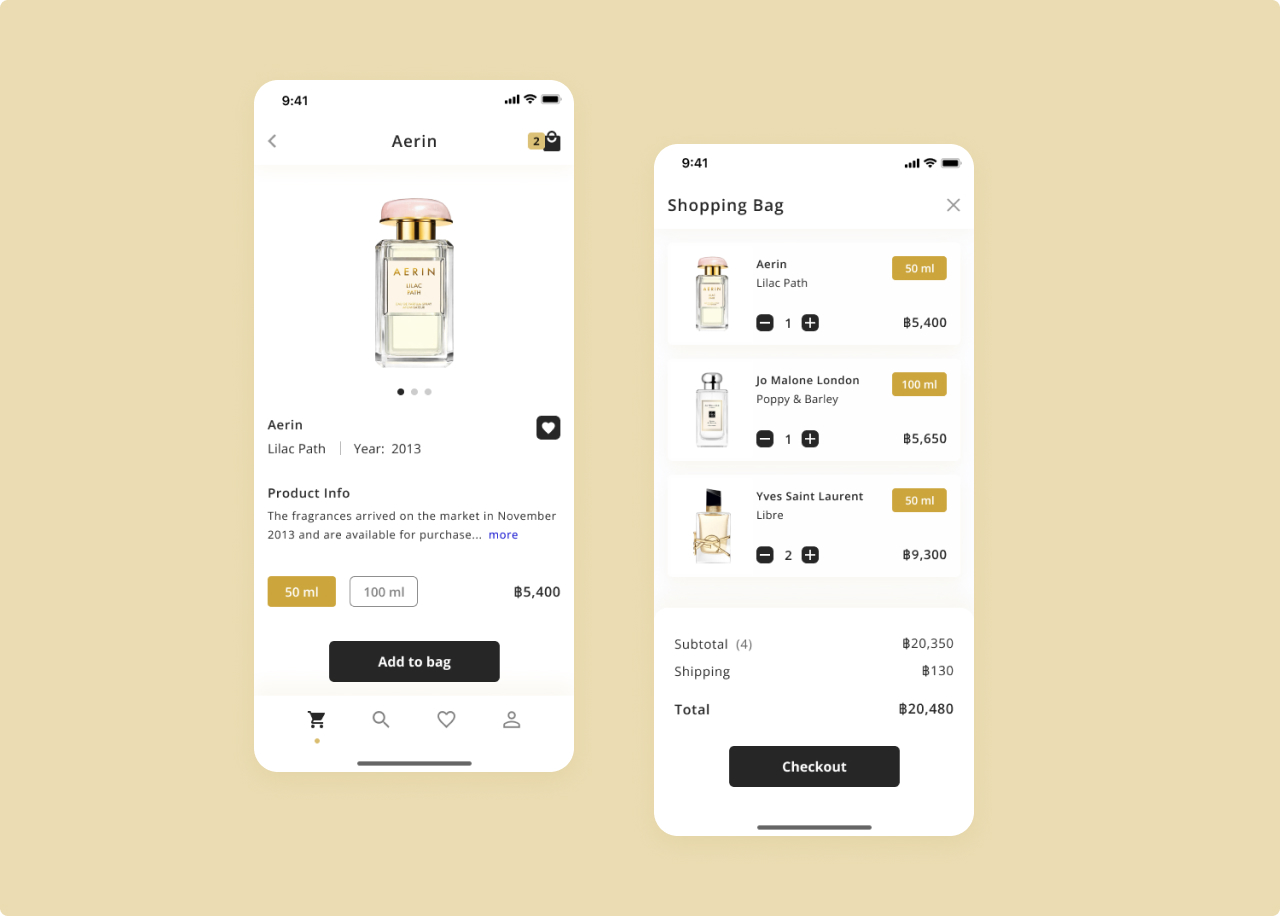 9:41
Aerin
2
AERIN
LILAC
PATH
Aerin
Lilac Path
Year: 2013
Product Info
The fragrances arrived on the market in November
2013 and are available for purchase... more
50 ml
100 ml
฿5,400
Add to bag
9:41
Shopping Bag
Aerin
50 ml
Lilac Path
1
฿5,400
Jo Malone London
100 ml
Poppy & Barley
1
฿5,650
Yves Saint Laurent
50 ml
Libre
2
฿9,300
Subtotal (4)
฿20,350
Shipping
฿130
Total
฿20,480
Checkout